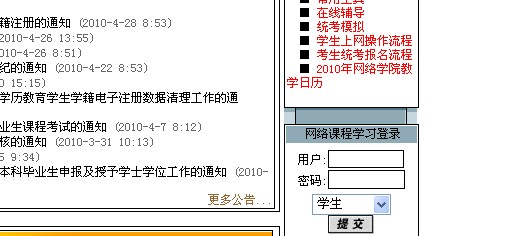 籍注册的通知 (2010-4-28 8:53)
2010-4-26 13:55)
010-4-26 8:51)
纪的通知 (2010-4-22 8:53)
0 15:15)
学历教育学生学籍电子注册数据清理工作的通
业生课程考试的通知 (2010-4-7 8:12)
核的通知 (2010-3-31 10:13)
5 9:34)
本科毕业生申报及授予学士学位工作的通知 (2010-
更多公告...
■ 常用工具
■ 在线辅导
■ 统考模拟
■ 学生上网操作流程
■ 考生统考报名流程
■ 2010年网络学院教
学日历
网络课程学习登录
用户:
密码:
学生
提 交